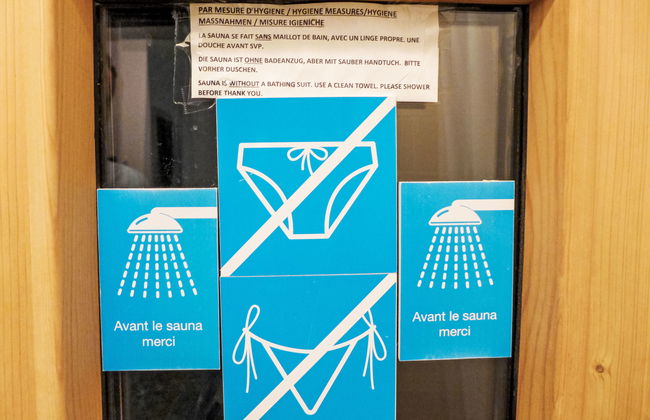 PAR MESURE D'HYGIENE / HYGIENE MEASURES/HYGIENE
MASSNAHMEN / MISURE IGIENICHE
LA SAUNA SE FAIT SANS MAILLOT DE BAIN, AVEC UN LINGE PROPRE. UNE
DOUCHE AVANT SVP.
DIE SAUNA IST OHNE BADEANZUG, ABER MIT SAUBER HANDTUCH. BITTE
VORHER DUSCHEN.
SAUNA IS WITHOUT A BATHING SUIT. USE A CLEAN TOWEL. PLEASE SHOWER
BEFORE THANK YOU.
Avant le sauna
merci
Avant le sauna
merci